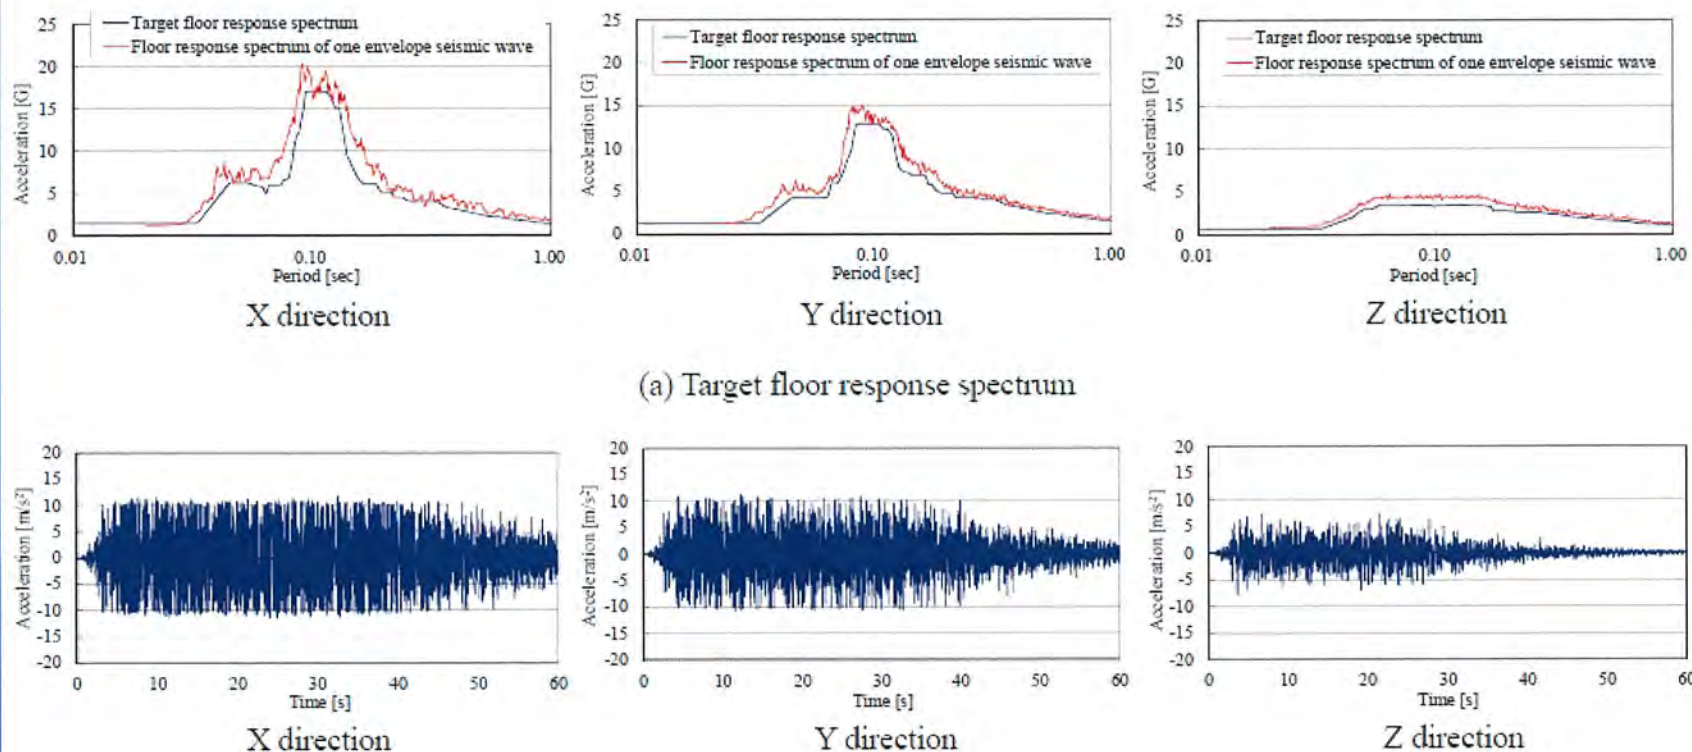 Target floor response spectrum
Floor response spectrum of one envelope seismic wave
Acceleration [G]
25
20
15
10
5
0
0.01
0.10
1.00
Period [sec]
X direction
Target floor response spectrum
Floor response spectrum of one envelope seismic wave
Acceleration [G]
25
20
15
10
5
0
0.01
0.10
1.00
Period [sec]
Y direction
Target floor response spectrum
Floor response spectrum of one envelope seismic wave
Acceleration [G]
25
20
15
10
5
0
0.01
0.10
1.00
Period [sec]
Z direction
(a) Target floor response spectrum
Acceleration [m/s²]
20
15
10
5
0
-5
-10
-15
-20
0 10 20 30 40 50 60
Time [s]
X direction
Acceleration [m/s²]
20
15
10
5
0
-5
-10
-15
-20
0 10 20 30 40 50 60
Time [s]
Y direction
Acceleration [m/s²]
20
15
10
5
0
-5
-10
-15
-20
0 10 20 30 40 50 60
Time [s]
Z direction